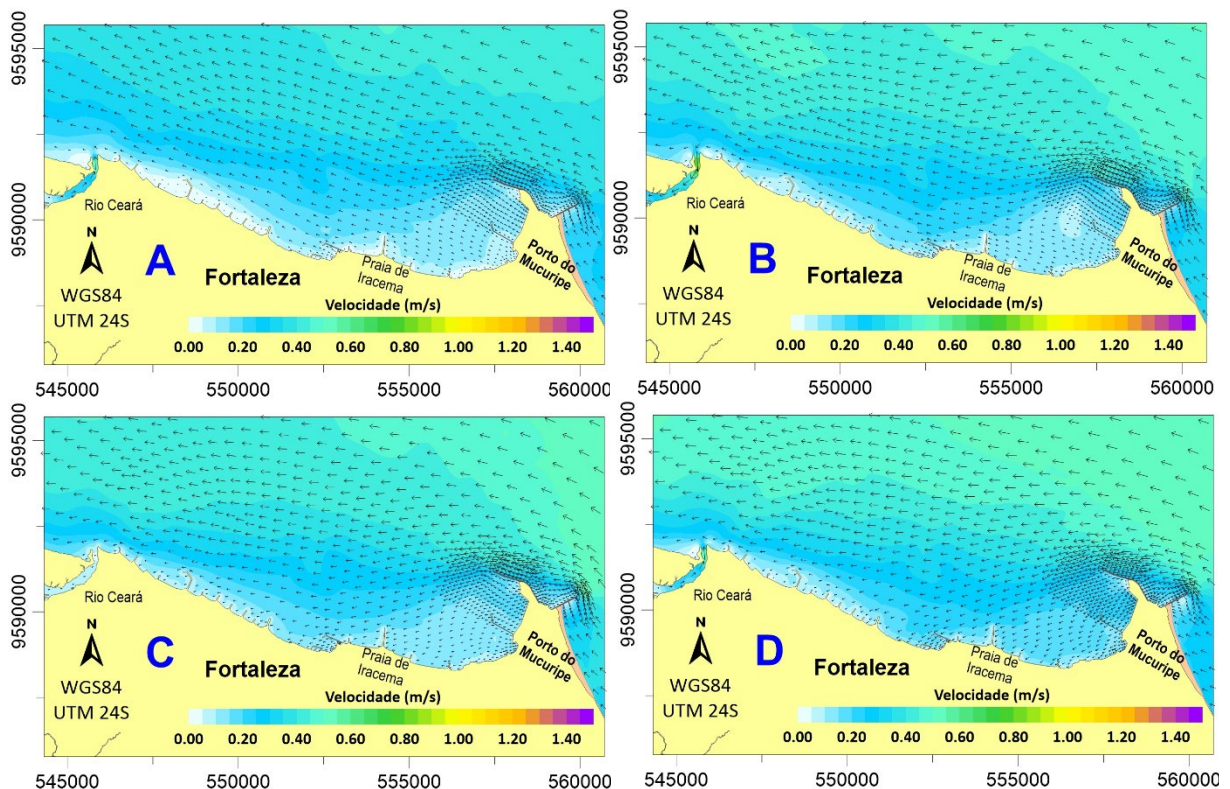 9595000
9590000
Rio Ceará
N
WGS84
UTM 24S
A
Fortaleza
Praia de
Iracema
Porto do
Mucuripe
Velocidade (m/s)
0.00 0.20 0.40 0.60 0.80 1.00 1.20 1.40
545000 550000 555000 560000
9595000
9590000
Rio Ceará
N
WGS84
UTM 24S
B
Fortaleza
Praia de
Iracema
Porto do
Mucuripe
Velocidade (m/s)
0.00 0.20 0.40 0.60 0.80 1.00 1.20 1.40
545000 550000 555000 560000
9595000
9590000
Rio Ceará
N
WGS84
UTM 24S
C
Fortaleza
Praia de
Iracema
Porto do
Mucuripe
Velocidade (m/s)
0.00 0.20 0.40 0.60 0.80 1.00 1.20 1.40
545000 550000 555000 560000
9595000
9590000
Rio Ceará
N
WGS84
UTM 24S
D
Fortaleza
Praia de
Iracema
Porto do
Mucuripe
Velocidade (m/s)
0.00 0.20 0.40 0.60 0.80 1.00 1.20 1.40
545000 550000 555000 560000